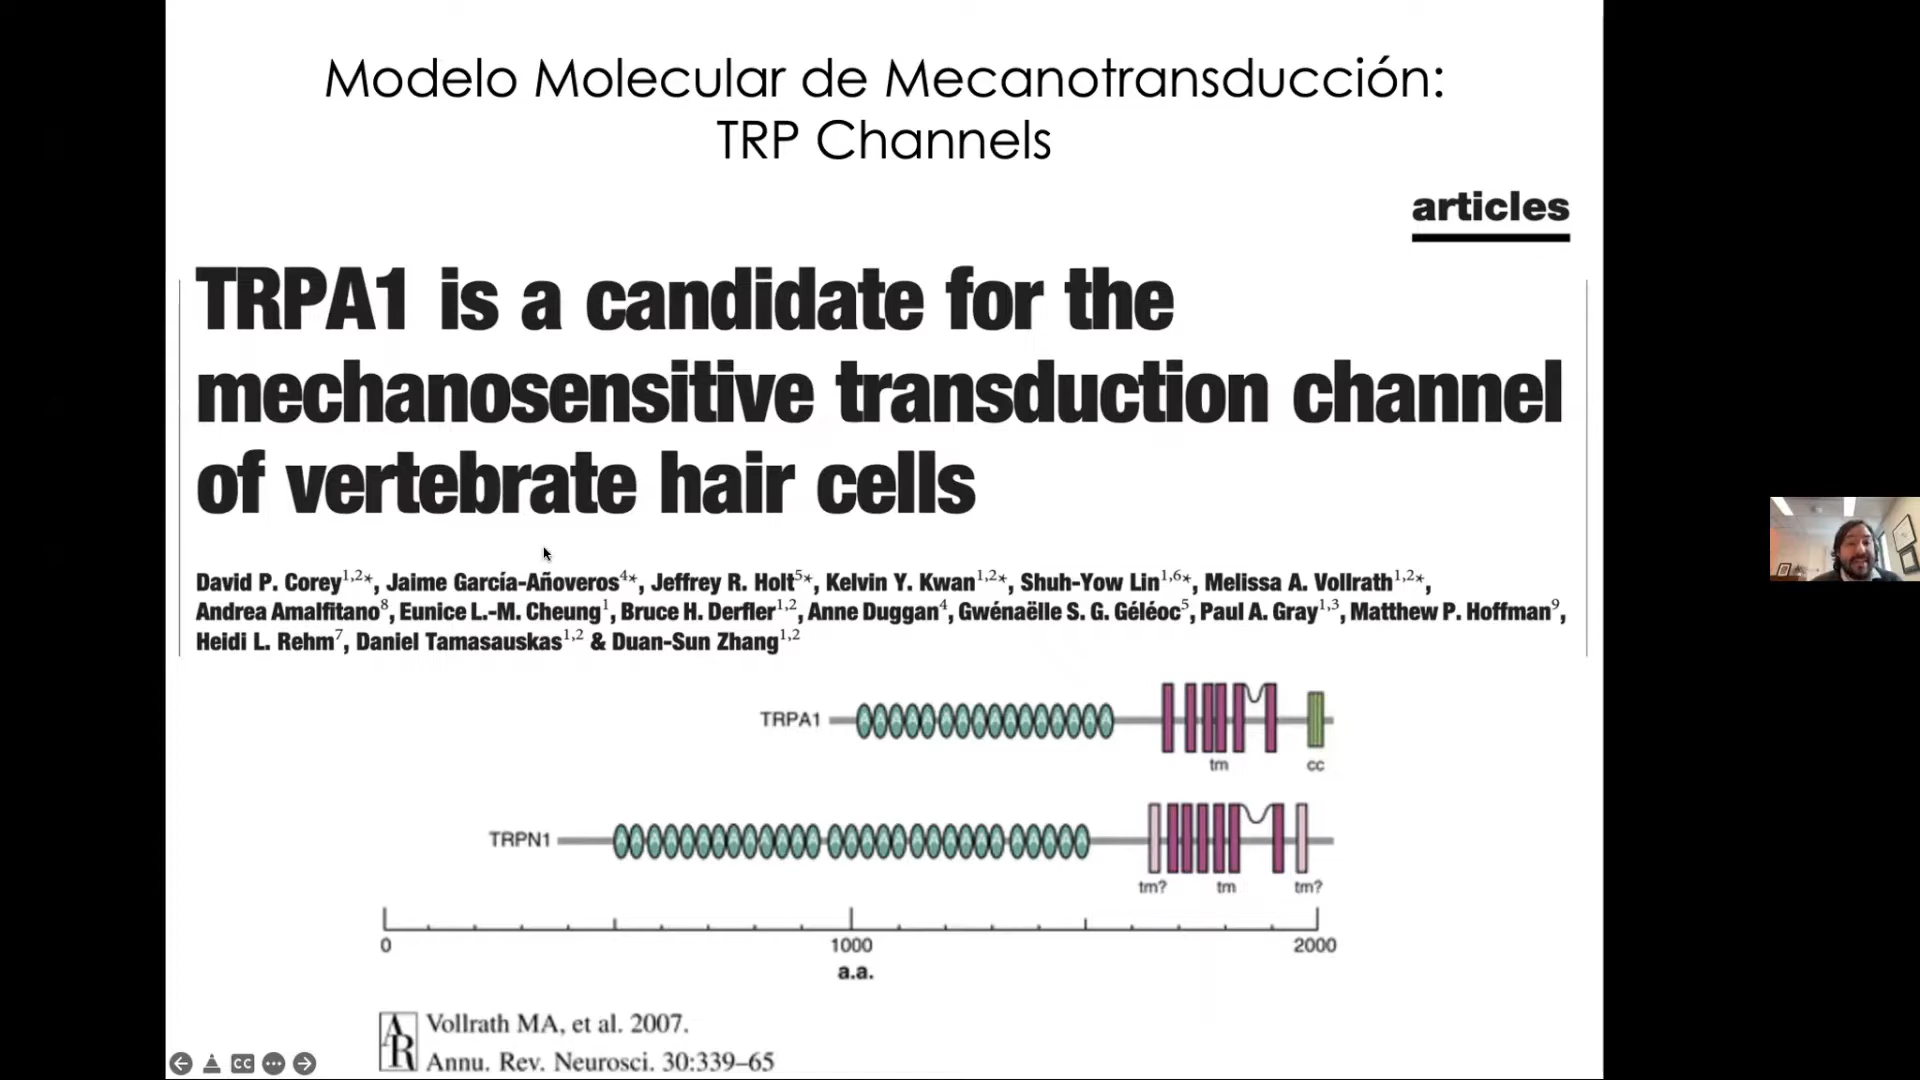 Modelo Molecular de Mecanotransducción:
TRP Channels
articles
TRPA1 is a candidate for the
mechanosensitive transduction channel
of vertebrate hair cells
David P. Corey1,2*, Jaime García-Añoveros4*, Jeffrey R. Holt5*, Kelvin Y. Kwan1,2*, Shuh-Yow Lin1,6*, Melissa A. Vollrath1,2*,
Andrea Amalfitano8, Eunice L.-M. Cheung1, Bruce H. Derfler1,2, Anne Duggan4, Gwénaëlle S. G. Géléoc5, Paul A. Gray1,3, Matthew P. Hoffman9,
Heidi L. Rehm7, Daniel Tamasauskas1,2 & Duan-Sun Zhang1,2
TRPA1
AAAAAAAAAAAAAAAA
tm cc
TRPN1
tm? tm tm?
0 1000 2000
a.a.
AR
Vollrath MA, et al. 2007.
Annu. Rev. Neurosci. 30:339–65
CC